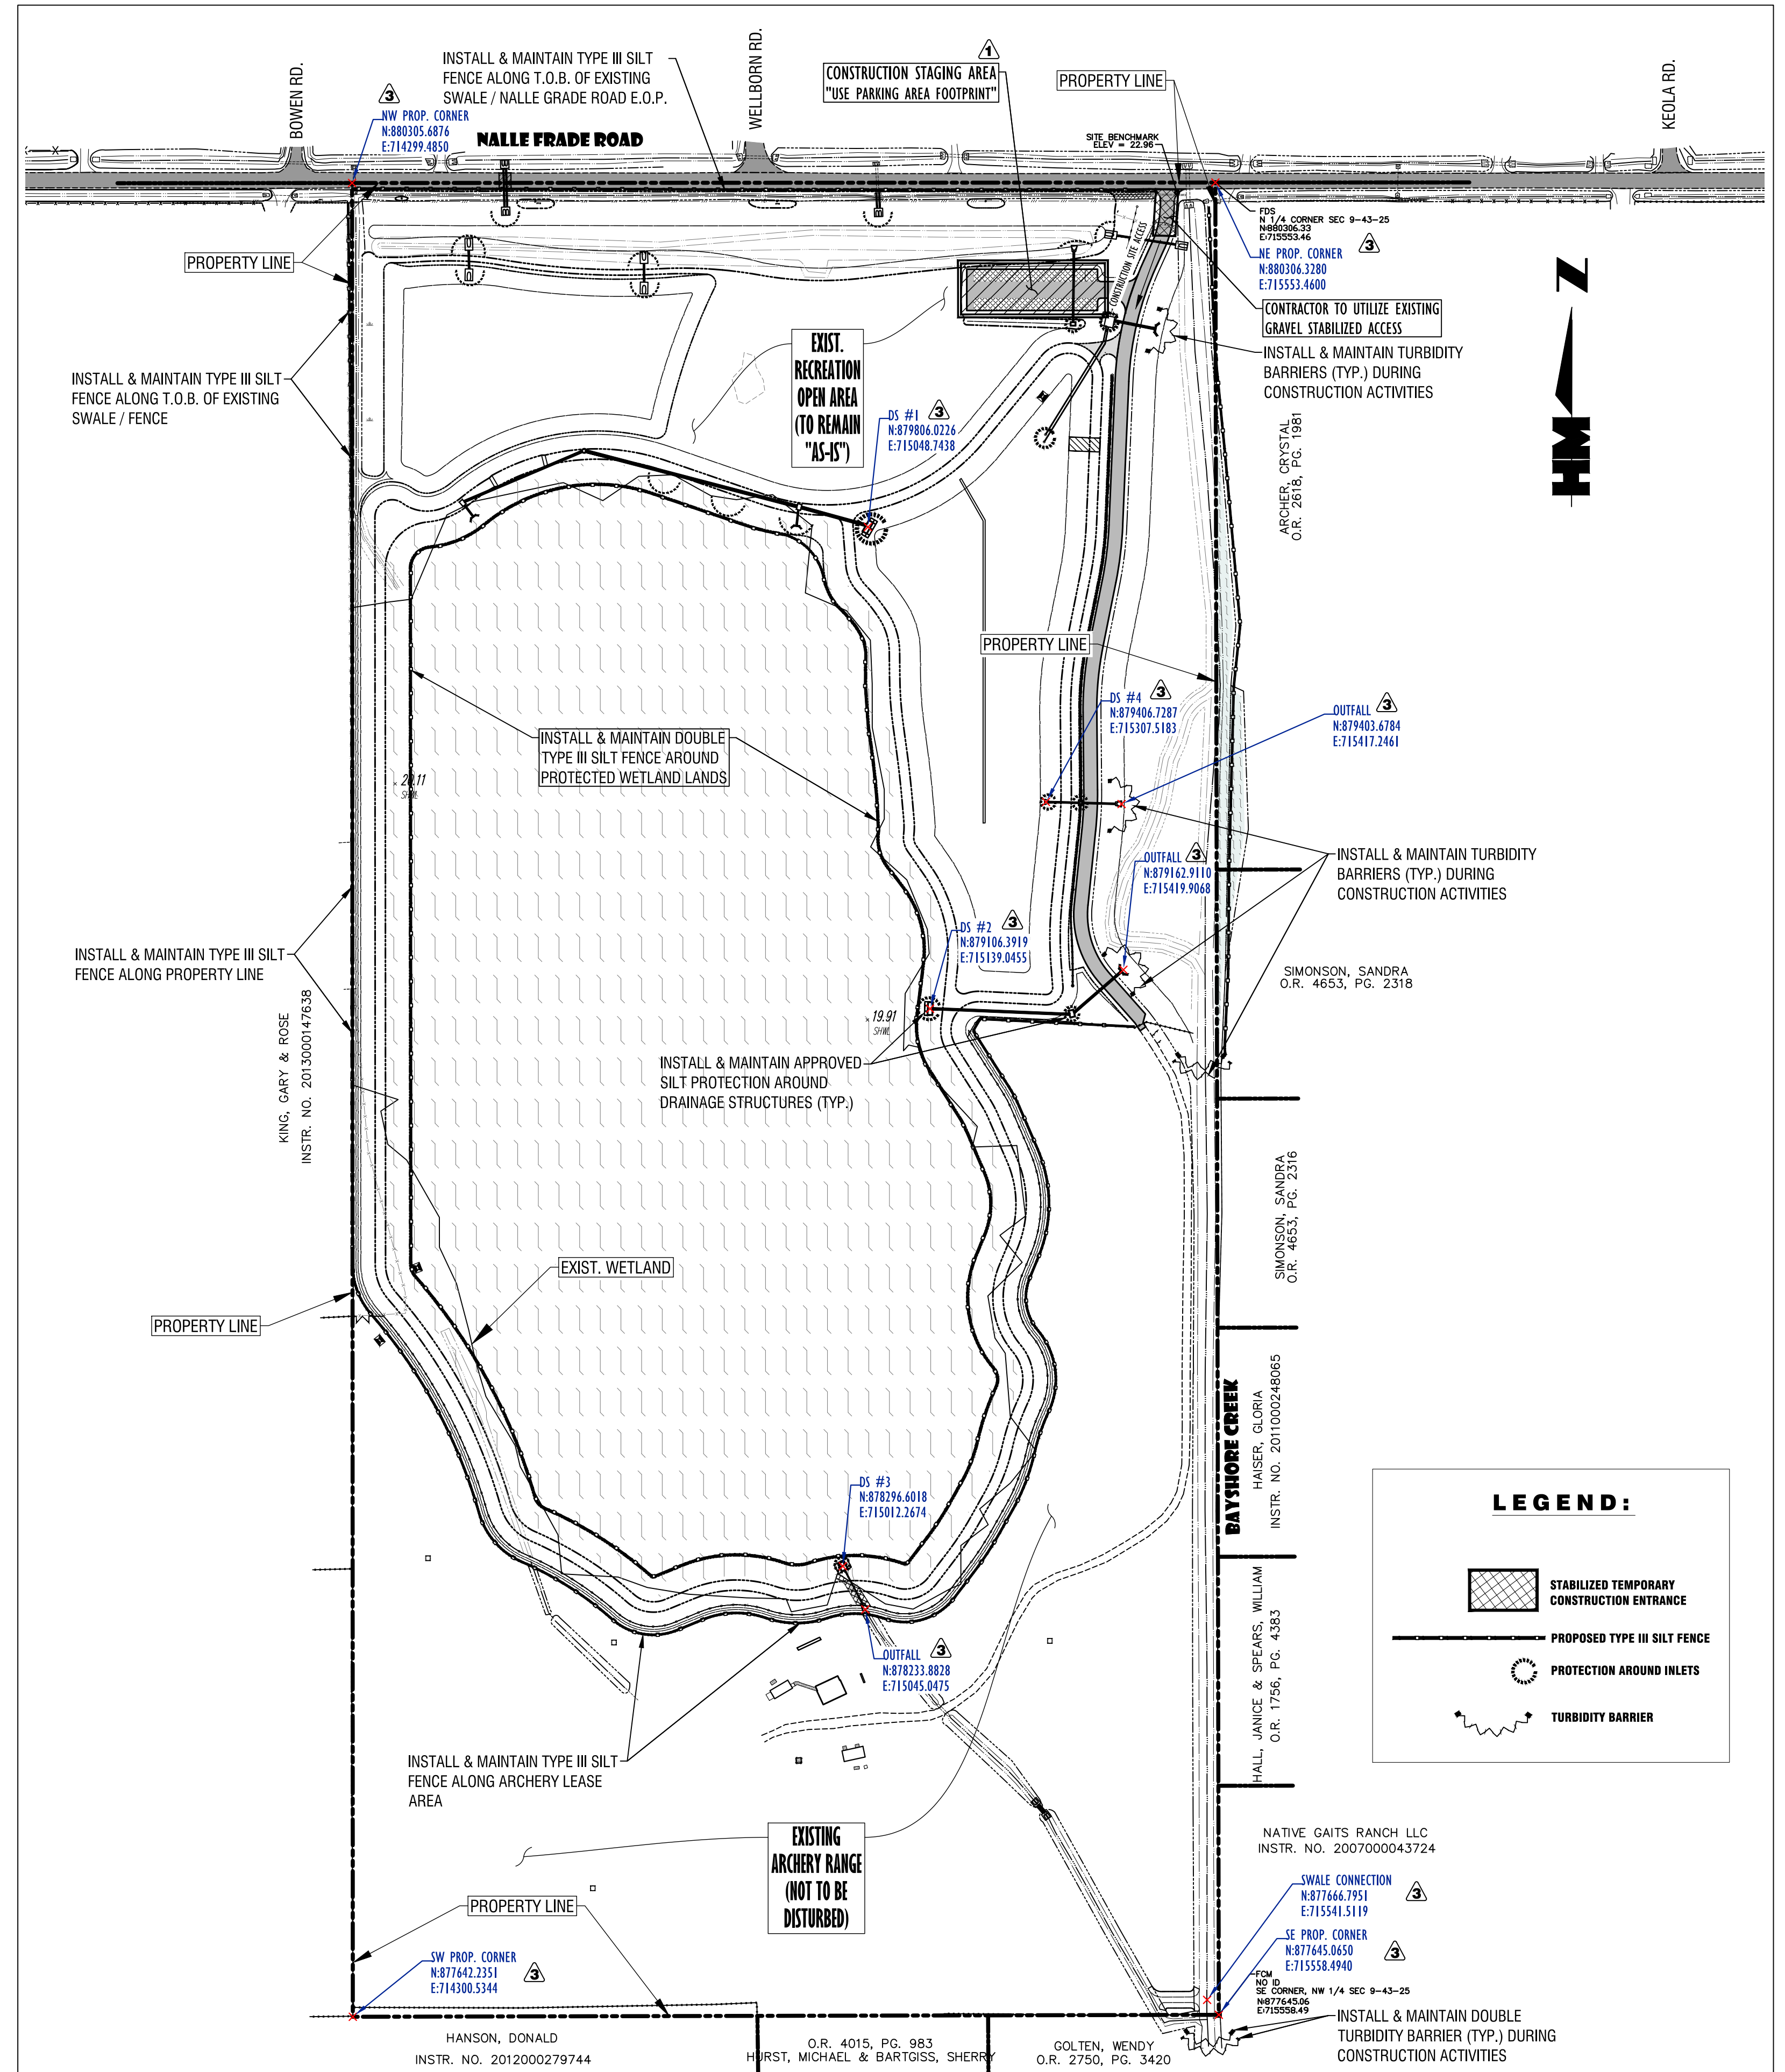 BOWEN RD.
INSTALL & MAINTAIN TYPE III SILT
FENCE ALONG T.O.B. OF EXISTING
SWALE / NALLE GRADE ROAD E.O.P.
WELLBORN RD.
1
CONSTRUCTION STAGING AREA
"USE PARKING AREA FOOTPRINT"
PROPERTY LINE
KEOLA RD.
3
NW PROP. CORNER
N:880305.6876
E:714299.4850
NALLE FRADE ROAD
SITE BENCHMARK
ELEV = 22.96
FDS
N 1/4 CORNER SEC 9-43-25
N:880306.33
E:715553.46
NE PROP. CORNER
N:880306.3280
E:715553.4600
3
PROPERTY LINE
CONSTRUCTION SITE ACCESS
CONTRACTOR TO UTILIZE EXISTING
GRAVEL STABILIZED ACCESS
N
HM
EXIST.
RECREATION
OPEN AREA
(TO REMAIN
"AS-IS")
INSTALL & MAINTAIN TURBIDITY
BARRIERS (TYP.) DURING
CONSTRUCTION ACTIVITIES
INSTALL & MAINTAIN TYPE III SILT
FENCE ALONG T.O.B. OF EXISTING
SWALE / FENCE
DS #1
3
N:879806.0226
E:715048.7438
ARCHER, CRYSTAL
O.R. 2618, PG. 1981
PROPERTY LINE
DS #4
3
N:879406.7287
E:715307.5183
OUTFALL
3
N:879403.6784
E:715417.2461
INSTALL & MAINTAIN DOUBLE
TYPE III SILT FENCE AROUND
PROTECTED WETLAND LANDS
× 20.11
SHWL
OUTFALL
3
N:879162.9110
E:715419.9068
INSTALL & MAINTAIN TURBIDITY
BARRIERS (TYP.) DURING
CONSTRUCTION ACTIVITIES
DS #2
3
N:879106.3919
E:715139.0455
INSTALL & MAINTAIN TYPE III SILT
FENCE ALONG PROPERTY LINE
SIMONSON, SANDRA
O.R. 4653, PG. 2318
KING, GARY & ROSE
INSTR. NO. 2013000147638
× 19.91
SHWL
INSTALL & MAINTAIN APPROVED
SILT PROTECTION AROUND
DRAINAGE STRUCTURES (TYP.)
SIMONSON, SANDRA
O.R. 4653, PG. 2316
EXIST. WETLAND
PROPERTY LINE
BAYSHORE CREEK
HAISER, GLORIA
INSTR. NO. 2011000248065
DS #3
N:878296.6018
E:715012.2674
LEGEND:
STABILIZED TEMPORARY
CONSTRUCTION ENTRANCE
PROPOSED TYPE III SILT FENCE
PROTECTION AROUND INLETS
TURBIDITY BARRIER
HALL, JANICE & SPEARS, WILLIAM
O.R. 1756, PG. 4383
OUTFALL
3
N:878233.8828
E:715045.0475
INSTALL & MAINTAIN TYPE III SILT
FENCE ALONG ARCHERY LEASE
AREA
EXISTING
ARCHERY RANGE
(NOT TO BE
DISTURBED)
NATIVE GAITS RANCH LLC
INSTR. NO. 2007000043724
SWALE CONNECTION
N:877666.7951
E:715541.5119
3
PROPERTY LINE
SE PROP. CORNER
N:877645.0650
E:715558.4940
3
SW PROP. CORNER
N:877642.2351
E:714300.5344
3
FCM
NO ID
SE CORNER, NW 1/4 SEC 9-43-25
N:877645.06
E:715558.49
INSTALL & MAINTAIN DOUBLE
TURBIDITY BARRIER (TYP.) DURING
CONSTRUCTION ACTIVITIES
HANSON, DONALD
INSTR. NO. 2012000279744
O.R. 4015, PG. 983
HURST, MICHAEL & BARTGISS, SHERRY
GOLTEN, WENDY
O.R. 2750, PG. 3420